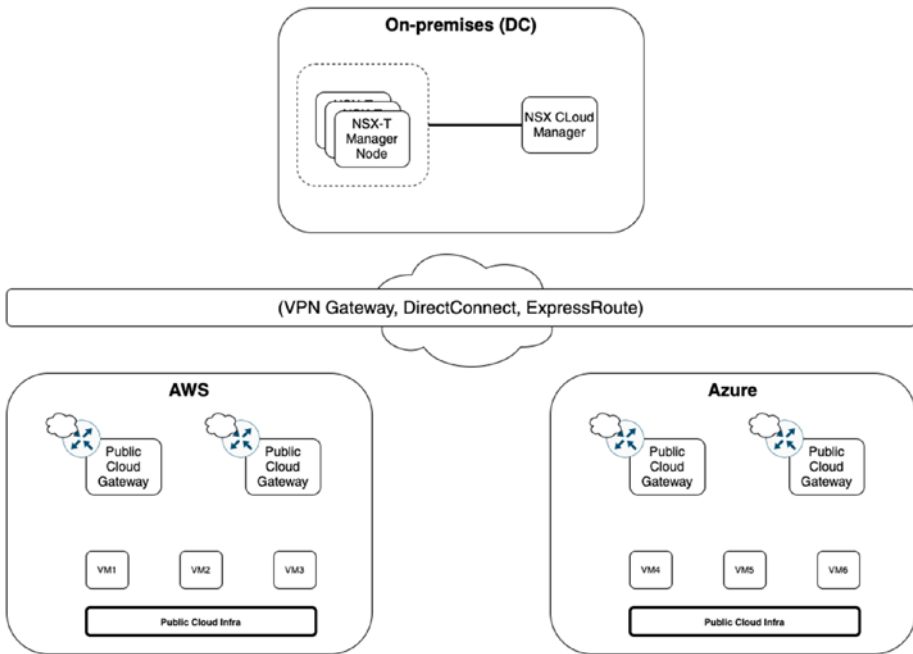 On-premises (DC)
NSX-T
NSX-T
NSX-T
Manager
Node
NSX CLoud
Manager
(VPN Gateway, DirectConnect, ExpressRoute)
AWS
Public
Cloud
Gateway
Public
Cloud
Gateway
VM1
VM2
VM3
Public Cloud Infra
Azure
Public
Cloud
Gateway
Public
Cloud
Gateway
VM4
VM5
VM6
Public Cloud Infra